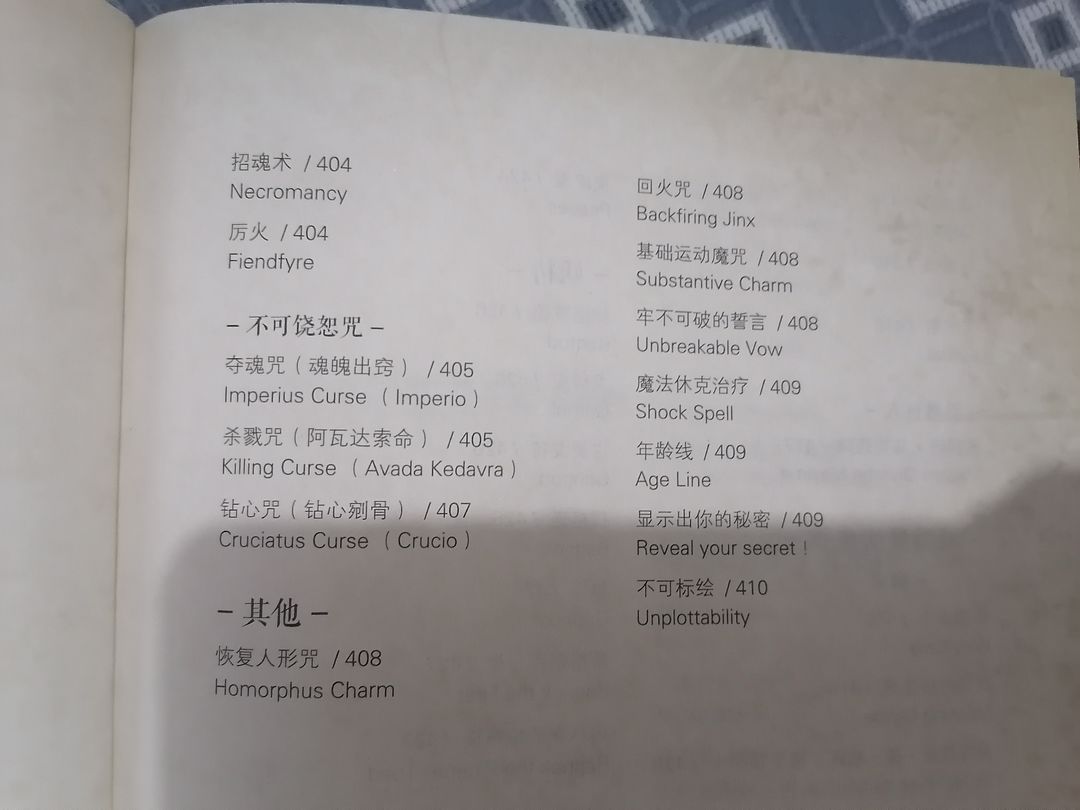 招魂术 / 404
Necromancy
厉火 / 404
Fiendfyre
– 不可饶恕咒 –
夺魂咒（魂魄出窍） / 405
Imperius Curse （Imperio）
杀戮咒（阿瓦达索命） / 405
Killing Curse （Avada Kedavra）
钻心咒（钻心剜骨） / 407
Cruciatus Curse （Crucio）
– 其他 –
恢复人形咒 / 408
Homorphus Charm
回火咒 / 408
Backfiring Jinx
基础运动魔咒 / 408
Substantive Charm
牢不可破的誓言 / 408
Unbreakable Vow
魔法休克治疗 / 409
Shock Spell
年龄线 / 409
Age Line
显示出你的秘密 / 409
Reveal your secret！
不可标绘 / 410
Unplottability